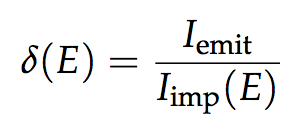 δ(E) = I_emit / I_imp(E)